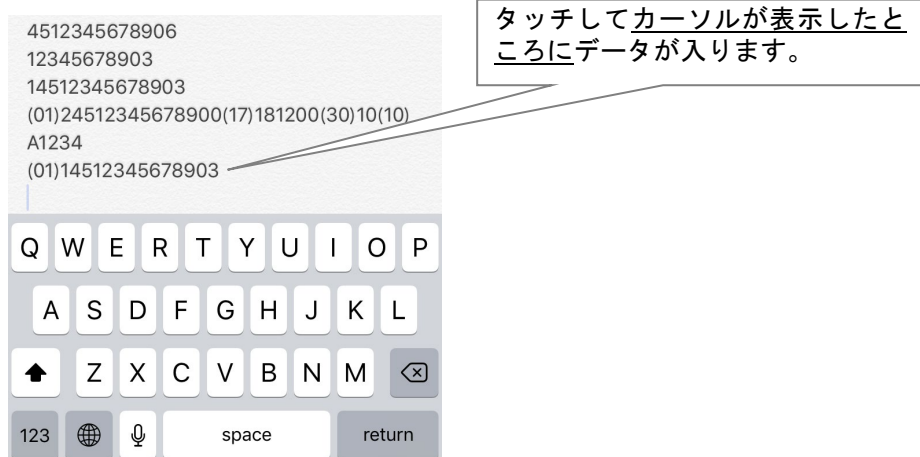 4512345678906
12345678903
14512345678903
(01)24512345678900(17)181200(30)10(10)
A1234
(01)14512345678903
タッチしてカーソルが表示したと
ころにデータが入ります。
Q W E R T Y U I O P
A S D F G H J K L
Z X C V B N M
123 space return